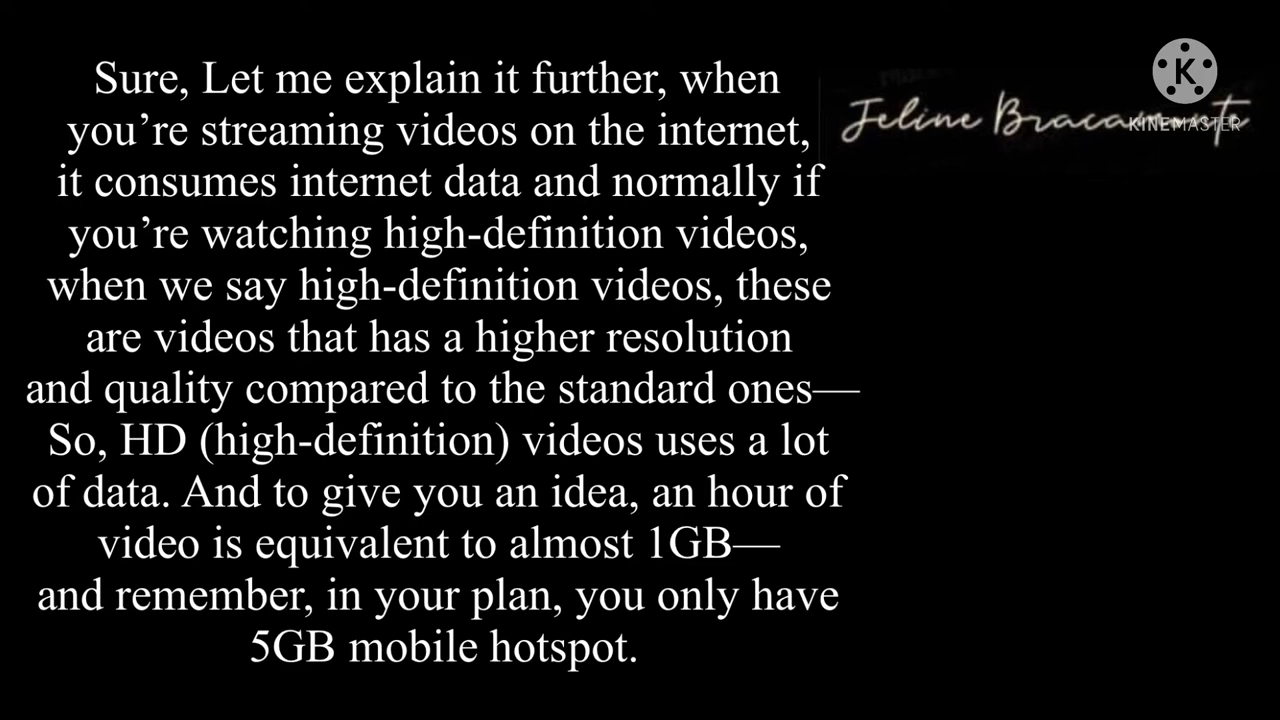 Sure, Let me explain it further, when
you’re streaming videos on the internet,
it consumes internet data and normally if
you’re watching high-definition videos,
when we say high-definition videos, these
are videos that has a higher resolution
and quality compared to the standard ones—
So, HD (high-definition) videos uses a lot
of data. And to give you an idea, an hour of
video is equivalent to almost 1GB—
and remember, in your plan, you only have
5GB mobile hotspot.
K
Jeline
KINEMASTER